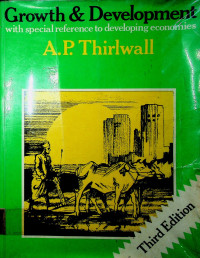 Growth & Development
with special reference to developing economies
A.P. Thirlwall
Third Edition